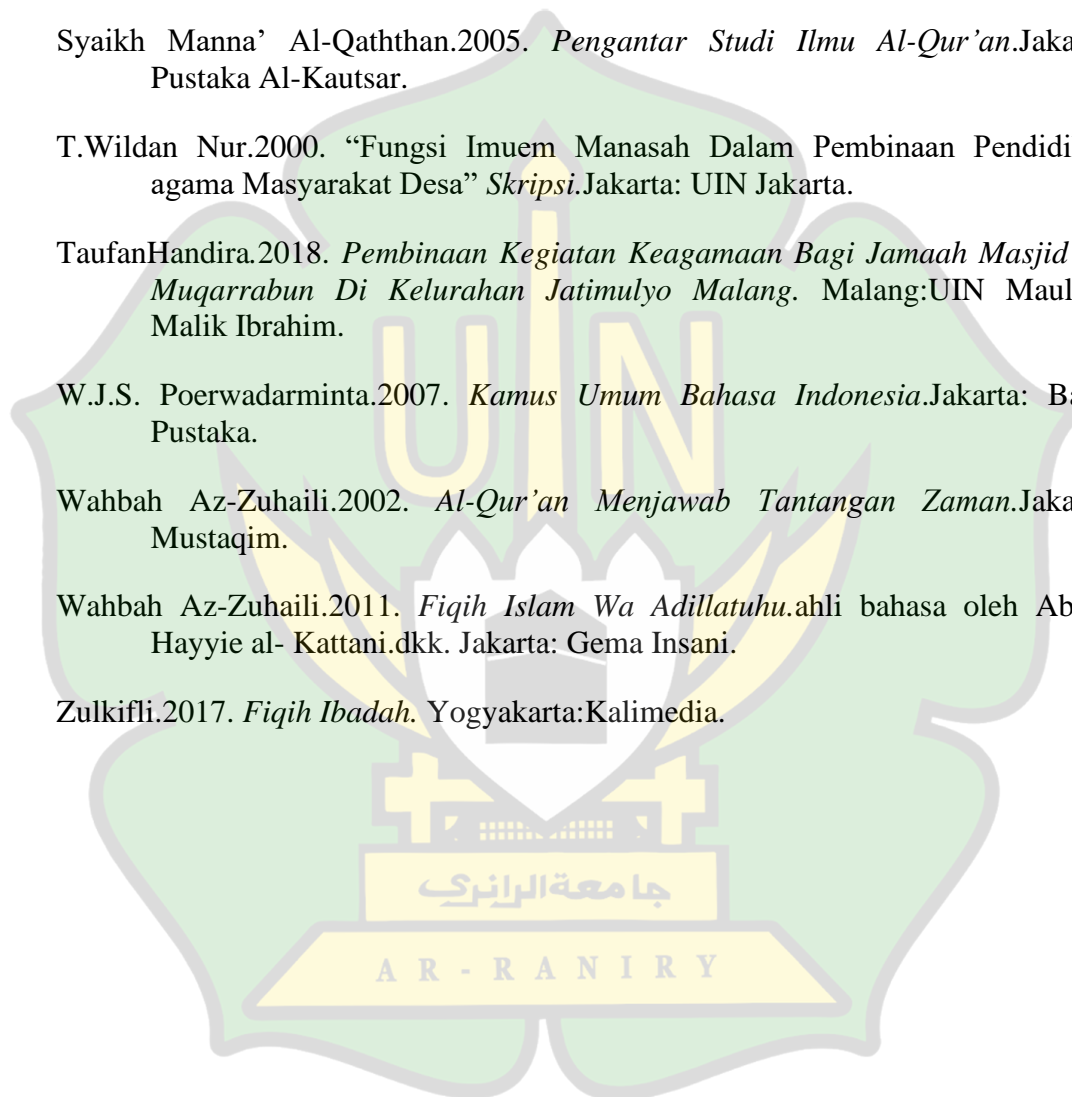 Syaikh Manna’ Al-Qaththan.2005. Pengantar Studi Ilmu Al-Qur’an.Jaka
Pustaka Al-Kautsar.
T.Wildan Nur.2000. “Fungsi Imuem Manasah Dalam Pembinaan Pendidi
agama Masyarakat Desa” Skripsi.Jakarta: UIN Jakarta.
TaufanHandira.2018. Pembinaan Kegiatan Keagamaan Bagi Jamaah Masjid
Muqarrabun Di Kelurahan Jatimulyo Malang. Malang:UIN Maul
Malik Ibrahim.
W.J.S. Poerwadarminta.2007. Kamus Umum Bahasa Indonesia.Jakarta: Ba
Pustaka.
Wahbah Az-Zuhaili.2002. Al-Qur’an Menjawab Tantangan Zaman.Jaka
Mustaqim.
Wahbah Az-Zuhaili.2011. Fiqih Islam Wa Adillatuhu.ahli bahasa oleh Ab
Hayyie al- Kattani.dkk. Jakarta: Gema Insani.
Zulkifli.2017. Fiqih Ibadah. Yogyakarta:Kalimedia.
UIN
جامعةالرانري
AR-RANIRY